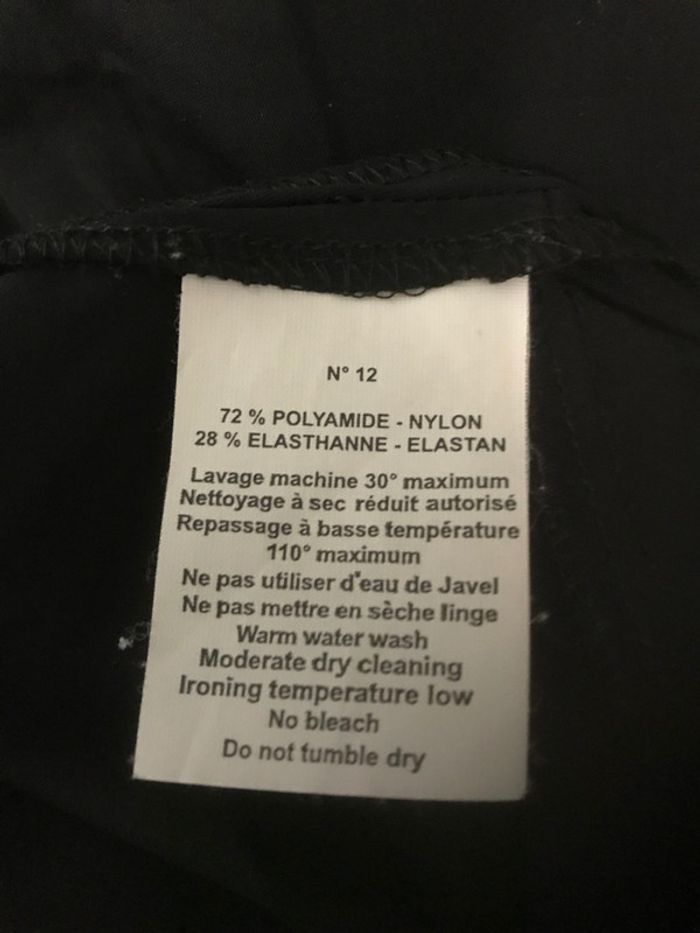 N° 12
72 % POLYAMIDE - NYLON
28 % ELASTHANNE - ELASTAN
Lavage machine 30° maximum
Nettoyage à sec réduit autorisé
Repassage à basse température
110° maximum
Ne pas utiliser d'eau de Javel
Ne pas mettre en sèche linge
Warm water wash
Moderate dry cleaning
Ironing temperature low
No bleach
Do not tumble dry